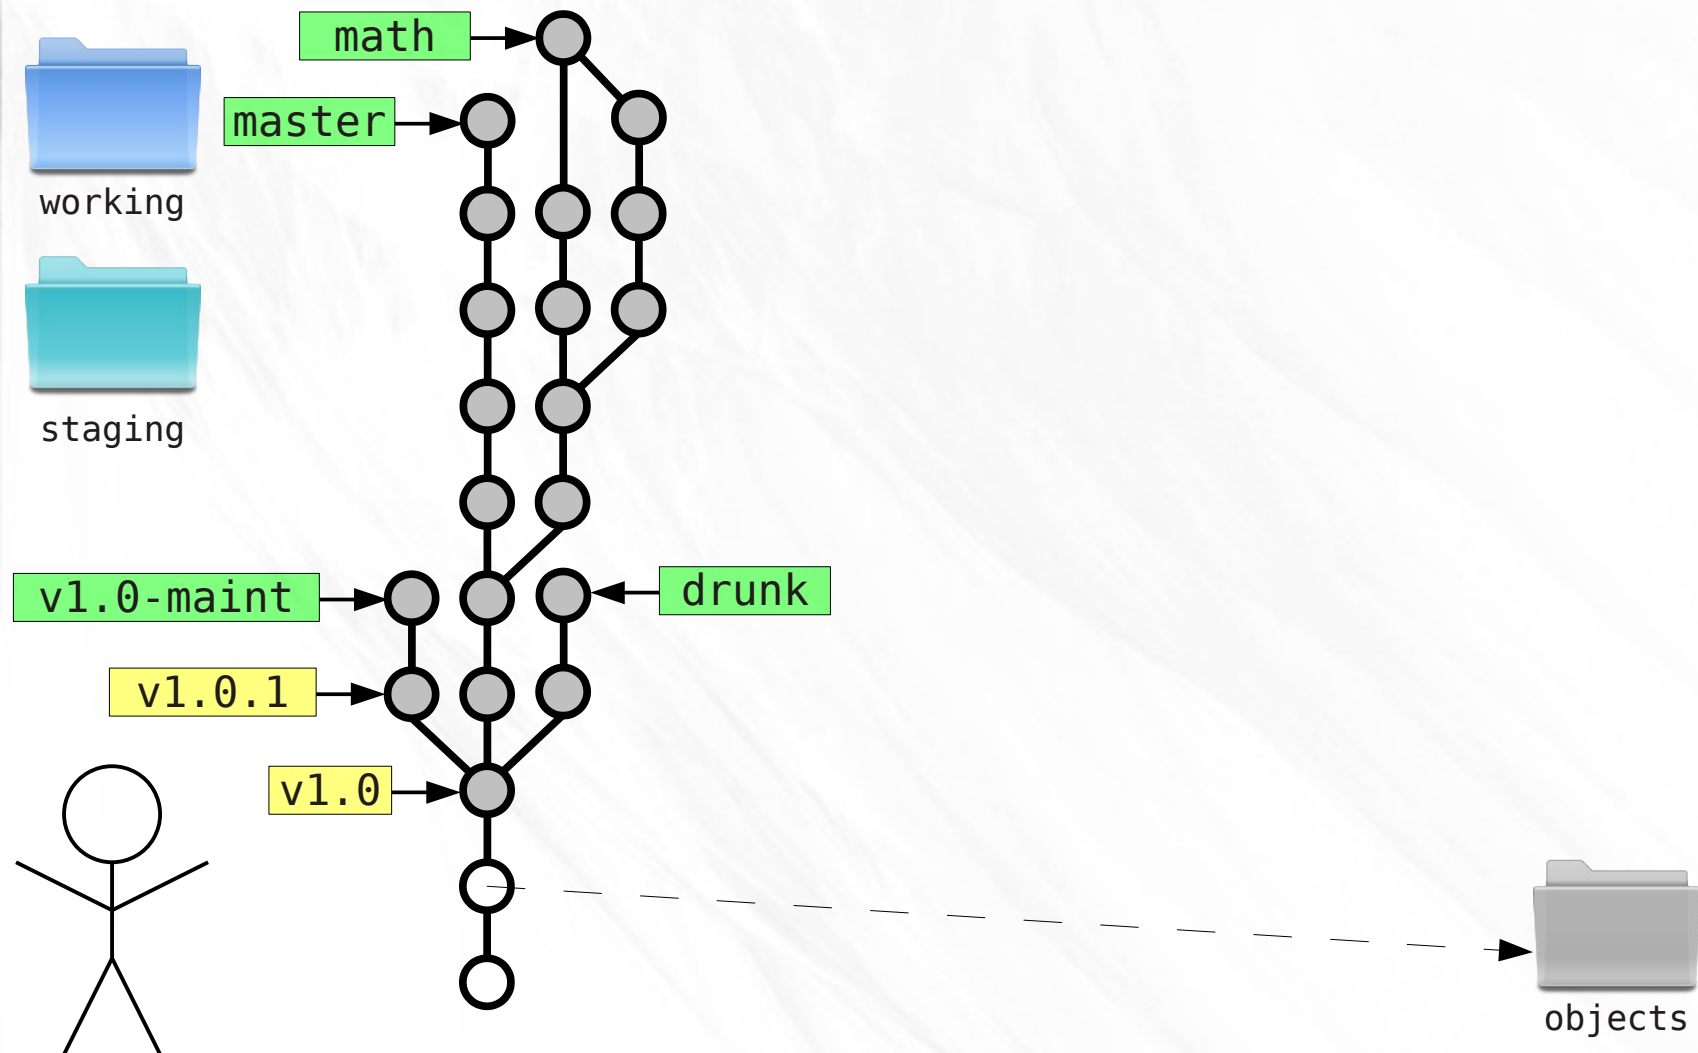 math
master
working
staging
v1.0-maint
drunk
v1.0.1
v1.0
objects